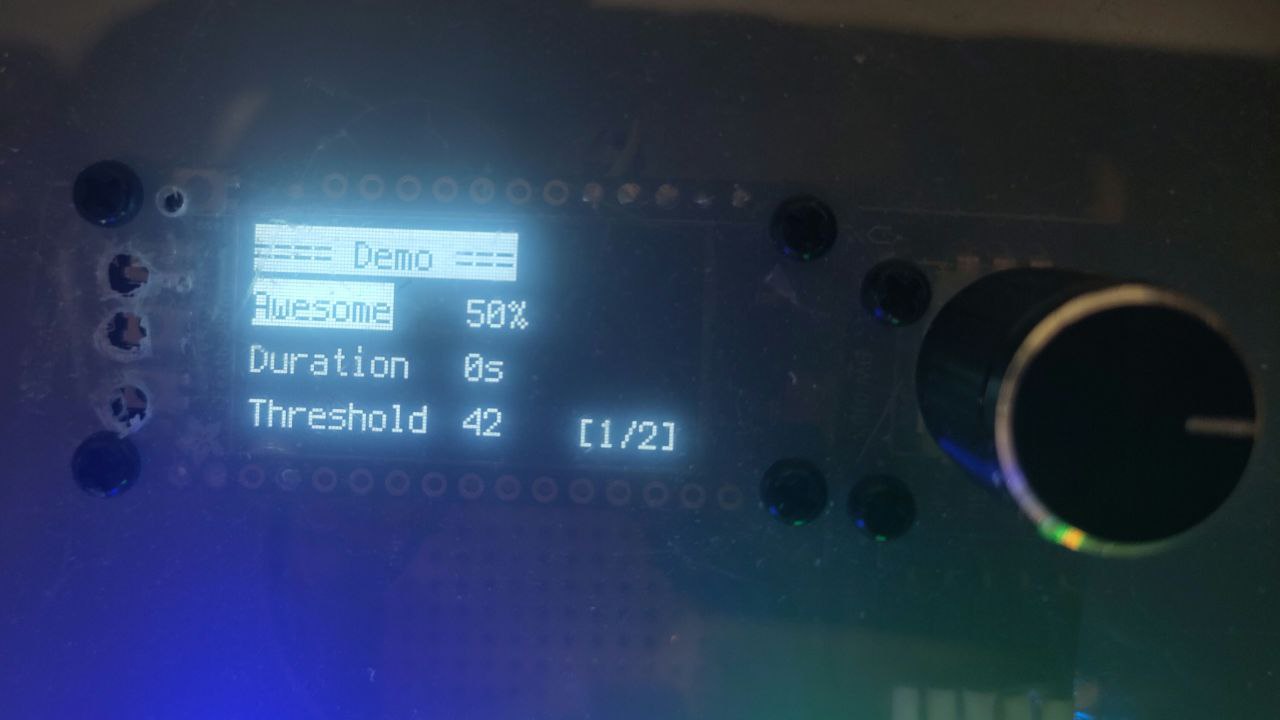 ==== Demo ===
Awesome 50%
Duration 0s
Threshold 42 [1/2]